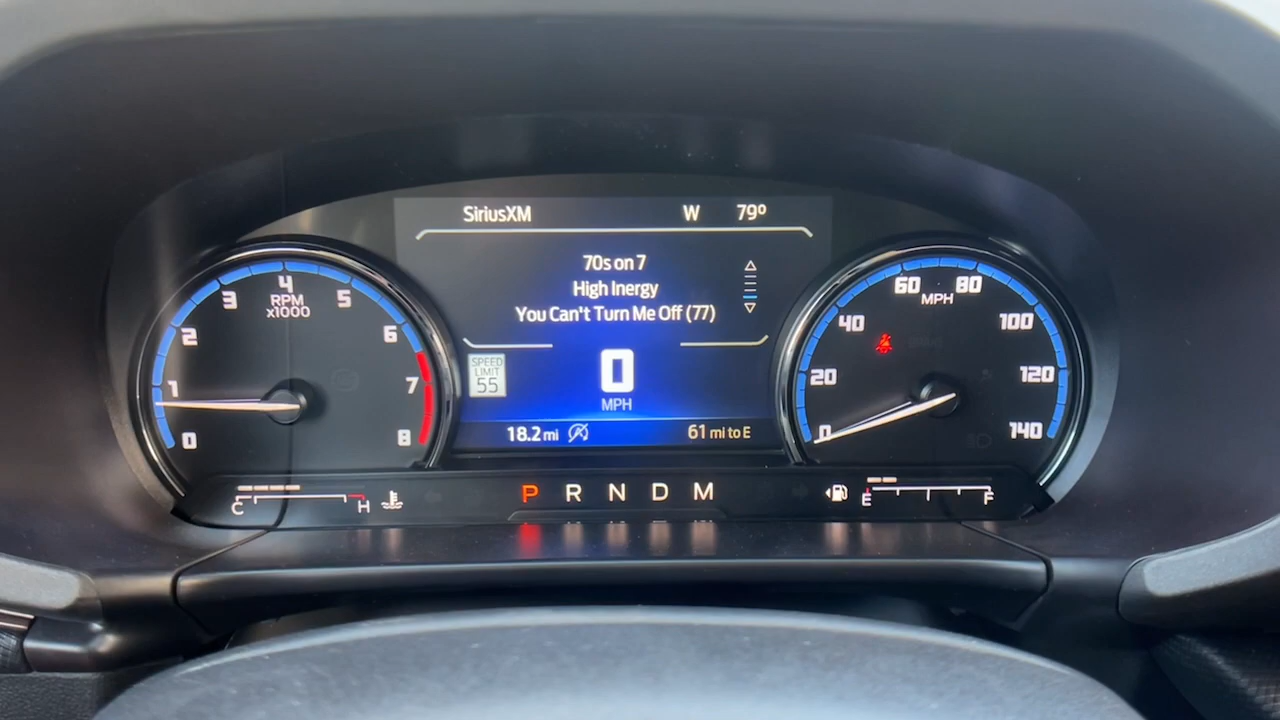 SiriusXM W 79º
70s on 7
High Inergy
You Can't Turn Me Off (77)
SPEED
LIMIT
55
0
MPH
18.2 mi
61 mi to E
0
1
2
3
4
5
6
7
8
RPM
x1000
0
20
40
60
80
100
120
140
MPH
C H
P R N D M
E F